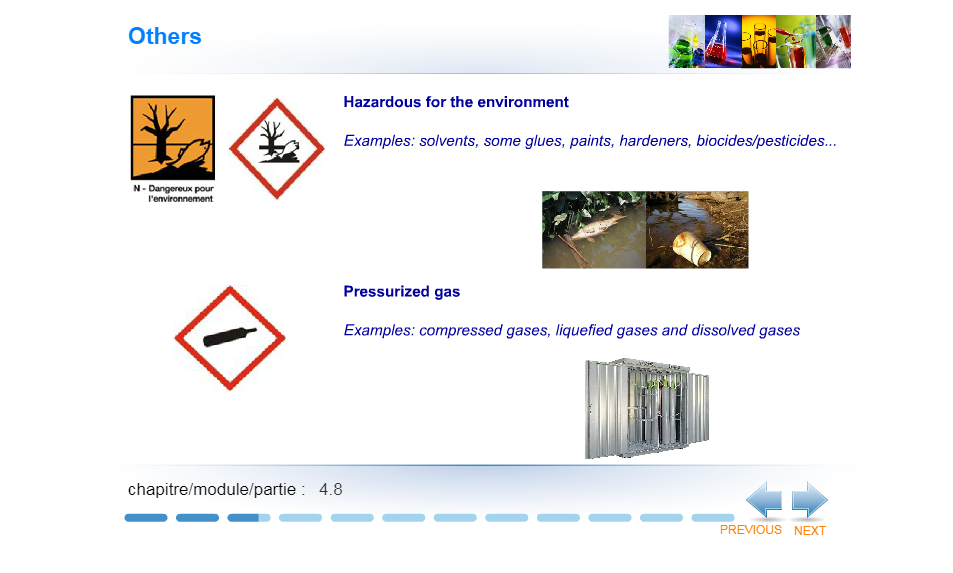 Others
Hazardous for the environment
Examples: solvents, some glues, paints, hardeners, biocides/pesticides...
N - Dangereux pour
l'environnement
Pressurized gas
Examples: compressed gases, liquefied gases and dissolved gases
chapitre/module/partie : 4.8
PREVIOUS NEXT